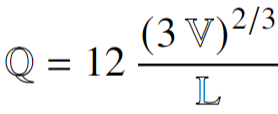 ℚ = 12 (3 𝕍)^{2/3} / 𝕃